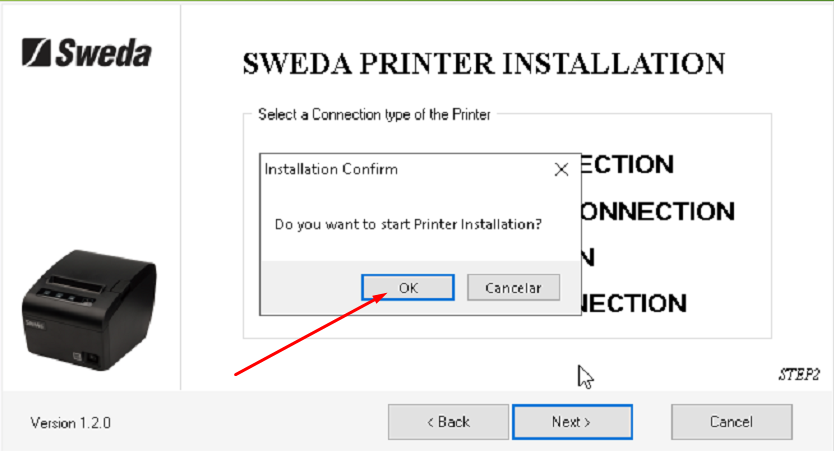 Sweda
SWEDA PRINTER INSTALLATION
Select a Connection type of the Printer
Installation Confirm
ECTION
Do you want to start Printer Installation?
ONNECTION
N
OK
Cancelar
NECTION
STEP2
Version 1.2.0
< Back
Next >
Cancel